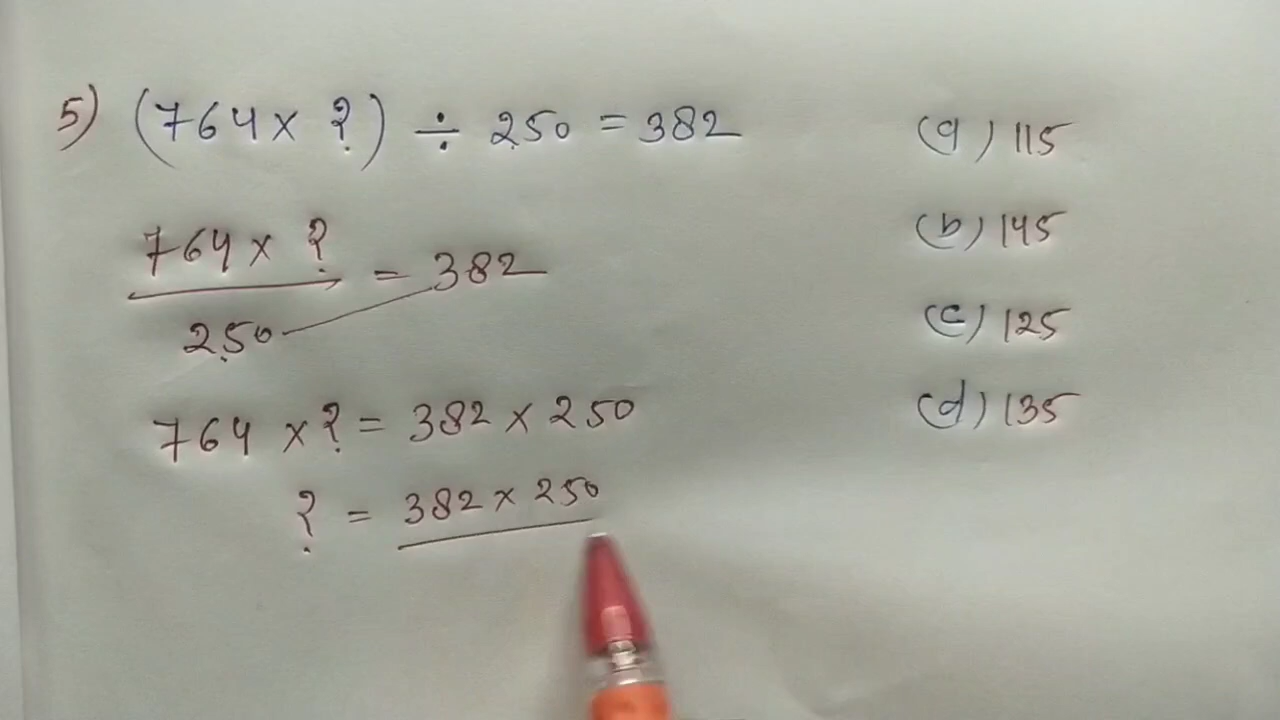 5) (764 × ?) ÷ 250 = 382
764 × ? = 382
250
764 × ? = 382 × 250
? = 382 × 250
(a) 115
(b) 145
(c) 125
(d) 135